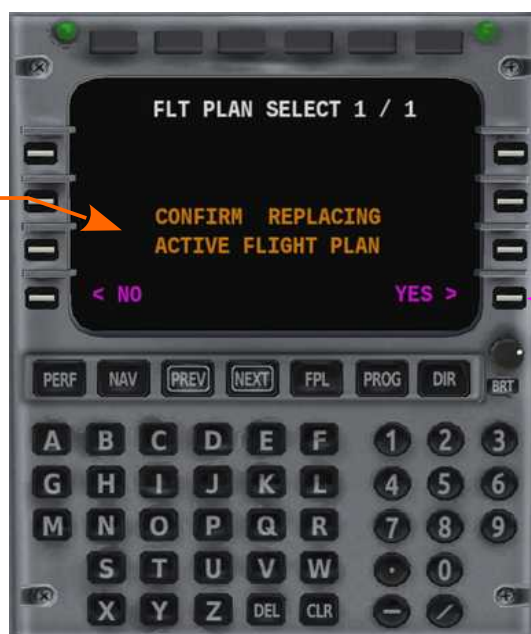 FLT PLAN SELECT 1 / 1
CONFIRM REPLACING
ACTIVE FLIGHT PLAN
< NO YES >
PERF NAV PREV NEXT FPL PROG DIR BRT
A B C D E F 1 2 3
G H I J K L 4 5 6
M N O P Q R 7 8 9
S T U V W · 0
X Y Z DEL CLR − /